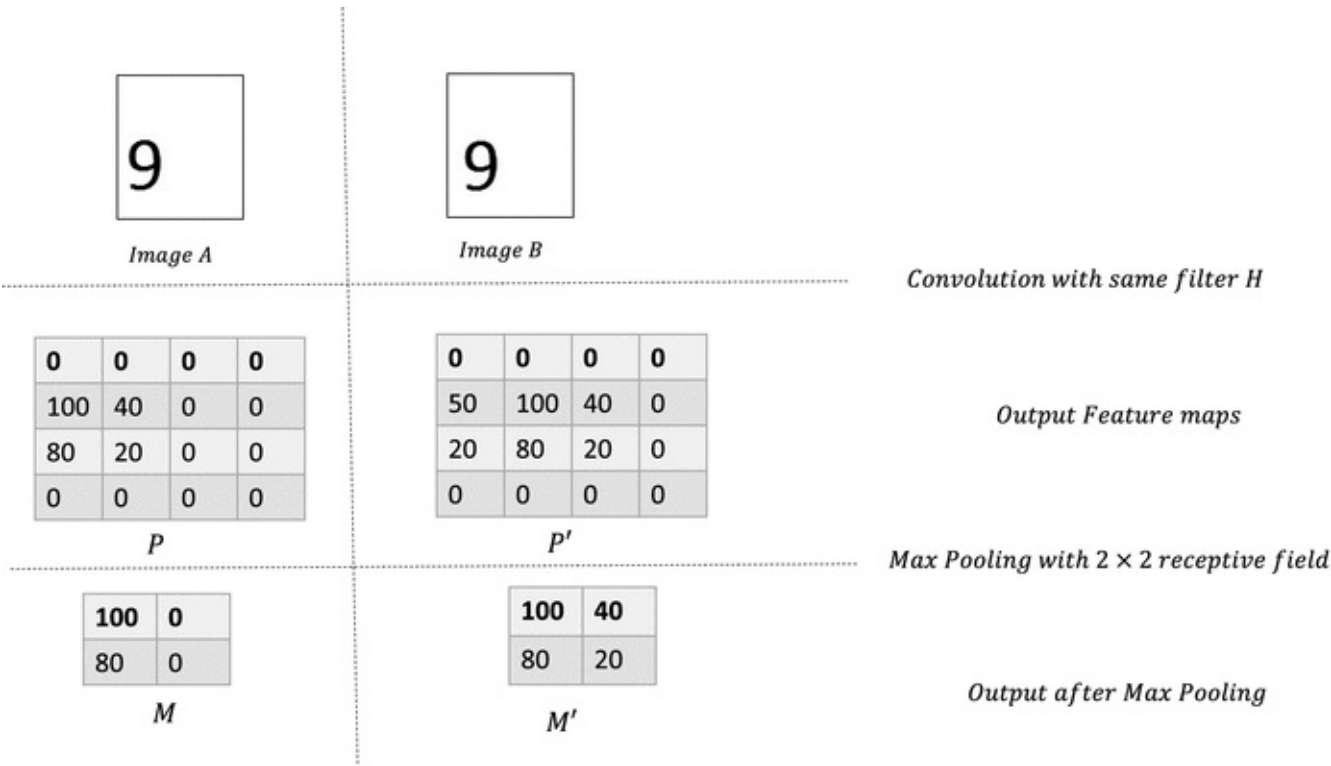 9
9
Image A
Image B
Convolution with same filter H
0 0 0 0
100 40 0 0
80 20 0 0
0 0 0 0
P
0 0 0 0
50 100 40 0
20 80 20 0
0 0 0 0
P′
Output Feature maps
Max Pooling with 2 × 2 receptive field
100 0
80 0
M
100 40
80 20
M′
Output after Max Pooling